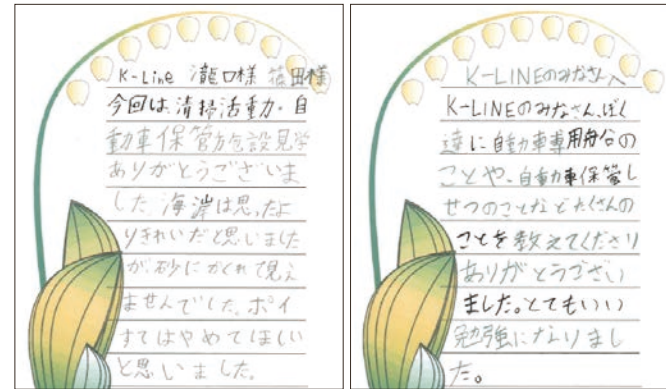 K-Line 瀧口様 篠田様
今回は、清掃活動力・自
動車保管施設見学
ありがとうございま
した。海岸は思ったよ
りきれいだと思いました
が、砂にかくれて見え
ませんでした。ポイ
すてはやめてほしい
と思いました。
K-LINEのみなさんへ
K-LINEのみなさん、ぼく
達に自動車専用船の
ことや、自動車保管し
せつのことなどたくさんの
ことを教えてくださり
ありがとうござい
ました。とてもいい
勉強になりまし
た。